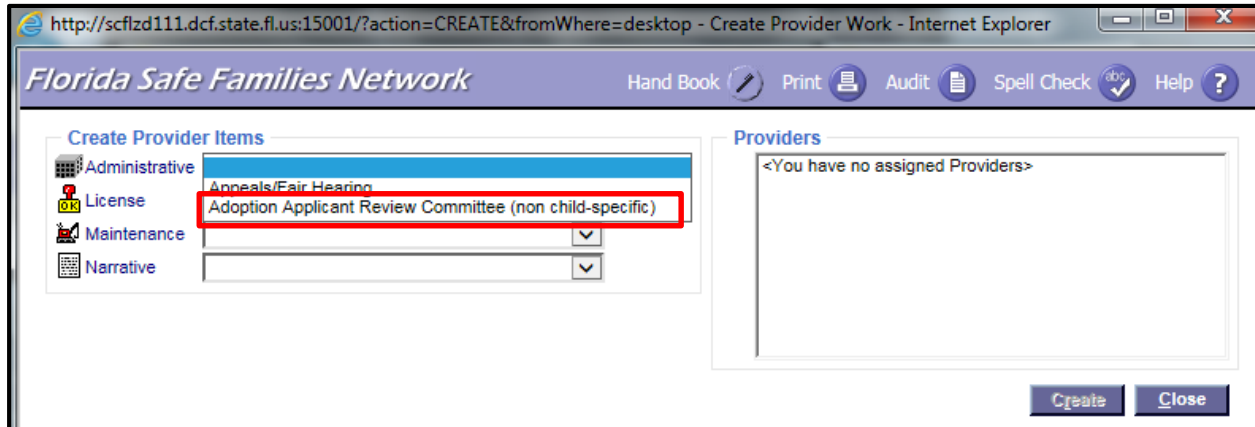 http://scflzd111.dcf.state.fl.us:15001/?action=CREATE&fromWhere=desktop - Create Provider Work - Internet Explorer
Florida Safe Families Network
Hand Book Print Audit Spell Check abc Help ?
Create Provider Items
Administrative
Appeals/Fair Hearing
OK License
Adoption Applicant Review Committee (non child-specific)
Maintenance
Narrative
Providers
<You have no assigned Providers>
Create Close